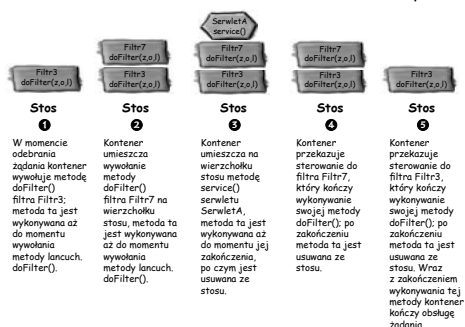 SerwletA
service()
Filtr7
doFilter(z,o,l)
Filtr7
doFilter(z,o,l)
Filtr7
doFilter(z,o,l)
Filtr3
doFilter(z,o,l)
Filtr3
doFilter(z,o,l)
Filtr3
doFilter(z,o,l)
Filtr3
doFilter(z,o,l)
Filtr3
doFilter(z,o,l)
Stos
1
W momencie
odebrania
żądania kontener
wywołuje metodę
doFilter()
filtra Filtr3;
metoda ta jest
wykonywana aż
do momentu
wywołania
metody lancuch.
doFilter().
Stos
2
Kontener
umieszcza
wywołanie
metody
doFilter()
filtra Filtr7 na
wierzchołku
stosu, metoda ta
jest wykonywana
aż do momentu
wywołania
metody lancuch.
doFilter().
Stos
3
Kontener
umieszcza na
wierzchołku
stosu metodę
service()
serwletu
SerwletA,
metoda ta jest
wykonywana aż
do momentu jej
zakończenia,
po czym jest
usuwana ze
stosu.
Stos
4
Kontener
przekazuje
sterowanie do
filtra Filtr7,
który kończy
wykonywanie
swojej metody
doFilter(); po
zakończeniu
metoda ta jest
usuwana ze
stosu.
Stos
5
Kontener
przekazuje
sterowanie do
filtra Filtr3,
który kończy
wykonywanie
swojej metody
doFilter(); po
zakończeniu
metoda ta jest
usuwana ze
stosu. Wraz
z zakończeniem
wykonywania tej
metody kontener
kończy obsługę
żądania